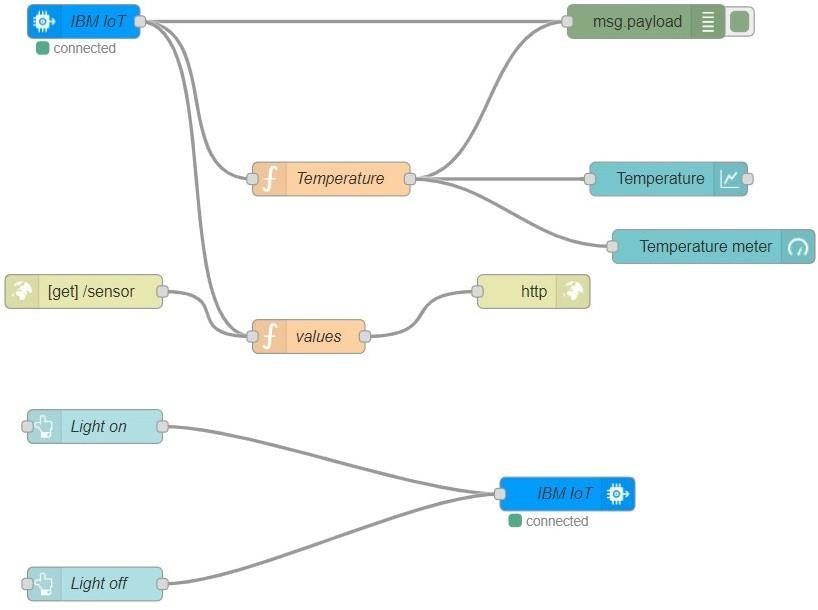 IBM IoT
msg.payload
connected
Temperature
Temperature
Temperature meter
[get] /sensor
http
values
Light on
IBM IoT
connected
Light off